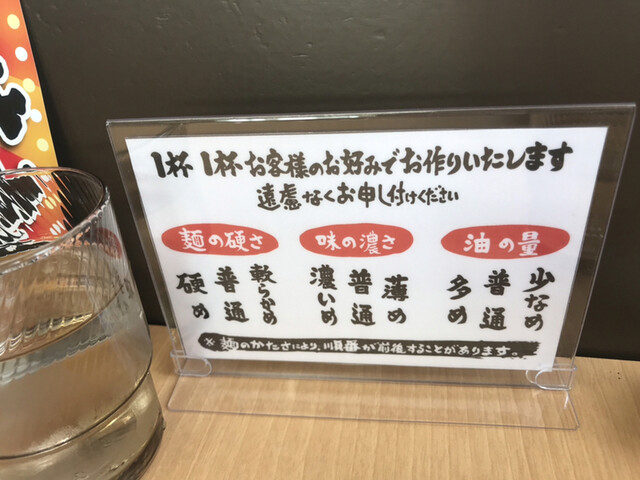 1杯1杯お客様のお好みでお作りいたします
遠慮なくお申し付けください
麺の硬さ
硬め
普通
軟らかめ
味の濃さ
濃いめ
普通
薄め
油の量
多め
普通
少なめ
※麺のかたさにより、順番が前後することがあります。